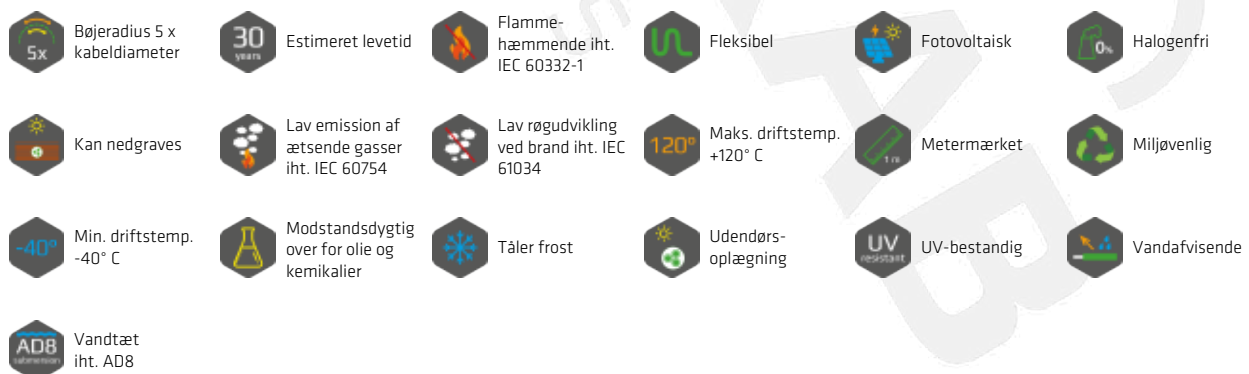 5x
Bøjeradius 5 x
kabeldiameter
30
years
Estimeret levetid
Flamme-
hæmmende iht.
IEC 60332-1
Fleksibel
Fotovoltaisk
0%
Halogenfri
Kan nedgraves
Lav emission af
ætsende gasser
iht. IEC 60754
Lav røgudvikling
ved brand iht. IEC
61034
120°
Maks. driftstemp.
+120° C
1 m
Metermærket
Miljøvenlig
-40°
Min. driftstemp.
-40° C
Modstandsdygtig
over for olie og
kemikalier
Tåler frost
Udendørs-
oplægning
UV
resistant
UV-bestandig
Vandafvisende
AD8
submersion
Vandtæt
iht. AD8